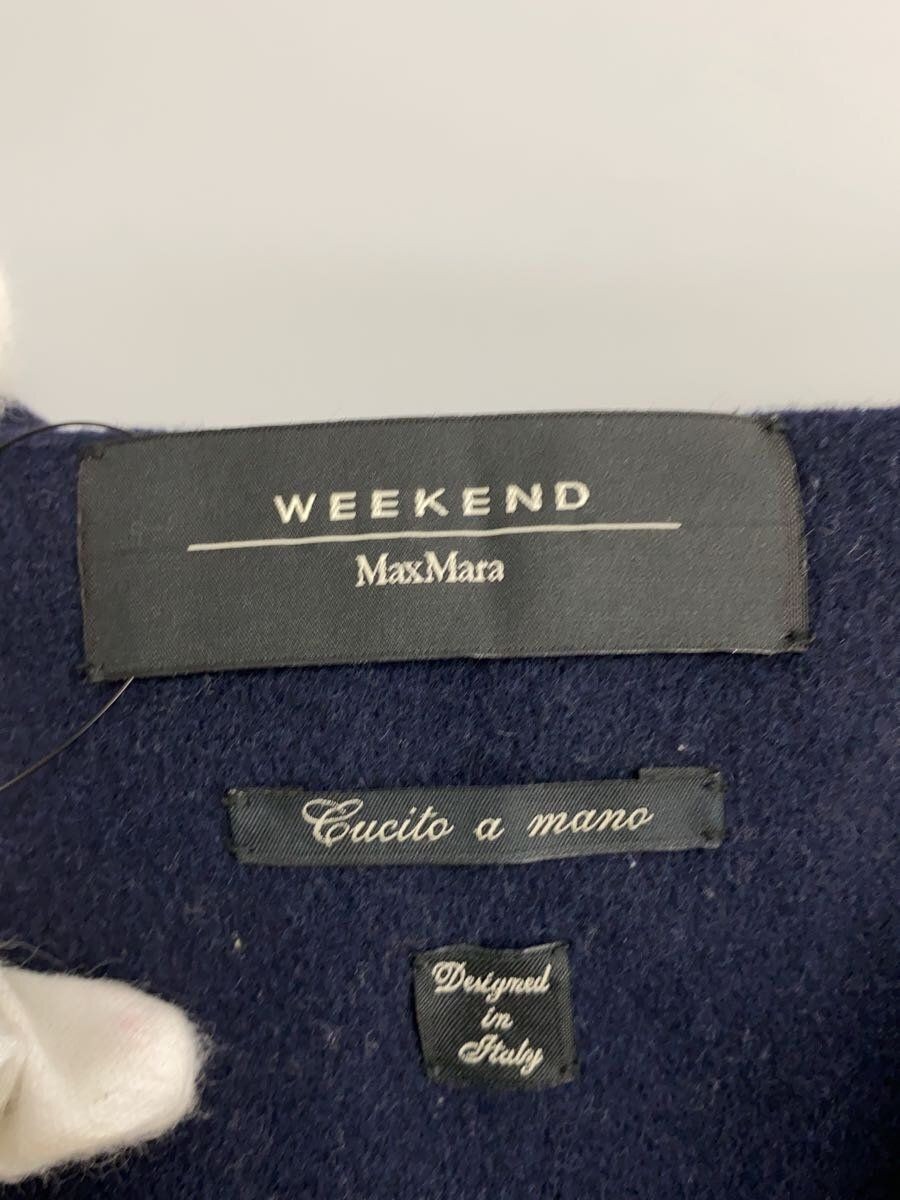 WEEKEND
MaxMara
Cucito a mano
Designed
in
Italy